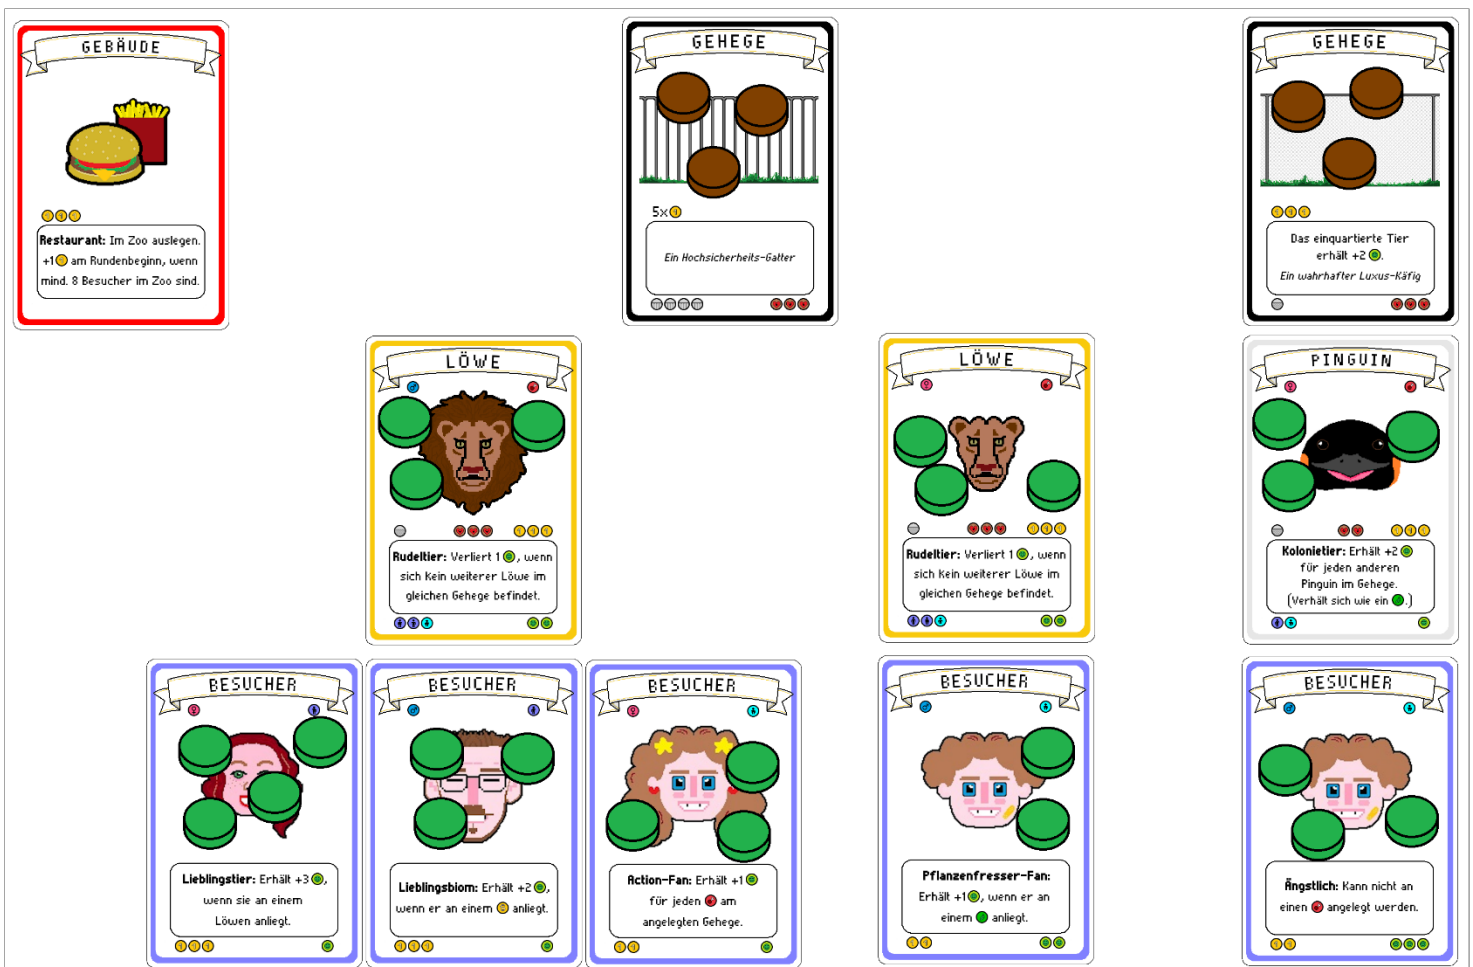 GEBÄUDE
Restaurant: Im Zoo auslegen.
+1 am Rundenbeginn, wenn
mind. 8 Besucher im Zoo sind.
GEHEGE
5x
Ein Hochsicherheits-Gatter
GEHEGE
Das einquartierte Tier
erhält +2 .
Ein wahrhafter Luxus-Käfig
LÖWE
Rudeltier: Verliert 1 , wenn
sich kein weiterer Löwe im
gleichen Gehege befindet.
LÖWE
Rudeltier: Verliert 1 , wenn
sich kein weiterer Löwe im
gleichen Gehege befindet.
PINGUIN
Kolonietier: Erhält +2
für jeden anderen
Pinguin im Gehege.
(Verhält sich wie ein .)
BESUCHER
Lieblingstier: Erhält +3 ,
wenn sie an einem
Löwen anliegt.
BESUCHER
Lieblingsbiom: Erhält +2 ,
wenn er an einem anliegt.
BESUCHER
Action-Fan: Erhält +1
für jeden am
angelegten Gehege.
BESUCHER
Pflanzenfresser-Fan:
Erhält +1 , wenn er an
einem anliegt.
BESUCHER
Ängstlich: Kann nicht an
einen angelegt werden.